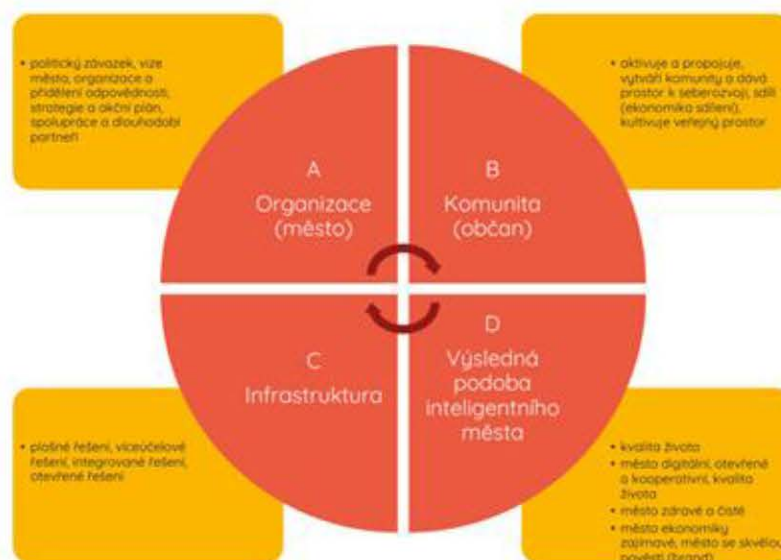 • politický závazek, vize
města, organizace a
přidělení odpovědnosti,
strategie a akční plán,
spolupráce a dlouhodobí
partneři
• aktivuje a propojuje,
vytváří komunity a dává
prostor k seberozvoji, sdílí
(ekonomika sdílení),
kultivuje veřejný prostor
A
Organizace
(město)
B
Komunita
(občan)
C
Infrastruktura
D
Výsledná
podoba
inteligentního
města
• plošné řešení, víceúčelové
řešení, integrované řešení,
otevřené řešení
• kvalita života
• město digitální, otevřené
a kooperativní, kvalita
života
• město zdravé a čisté
• město ekonomiky
zajímavé, město se skvělou
pověstí (brand)